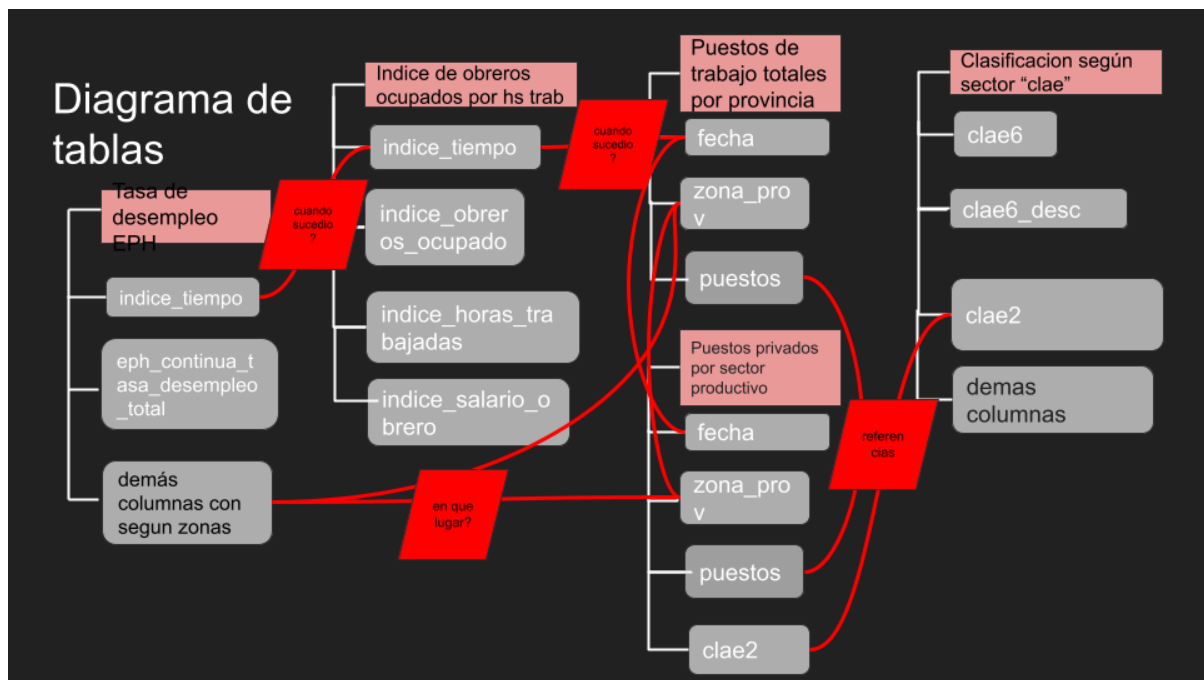 Diagrama de
tablas
Tasa de
desempleo
EPH
indice_tiempo
eph_continua_t
asa_desempleo
_total
demás
columnas con
segun zonas
cuando
sucedio
?
Indice de obreros
ocupados por hs trab
indice_tiempo
indice_obrer
os_ocupado
indice_horas_tra
bajadas
indice_salario_o
brero
en que
lugar?
cuando
sucedio
?
Puestos de
trabajo totales
por provincia
fecha
zona_pro
v
puestos
Puestos privados
por sector
productivo
fecha
zona_pro
v
puestos
clae2
referen
cias
Clasificacion según
sector “clae”
clae6
clae6_desc
clae2
demas
columnas